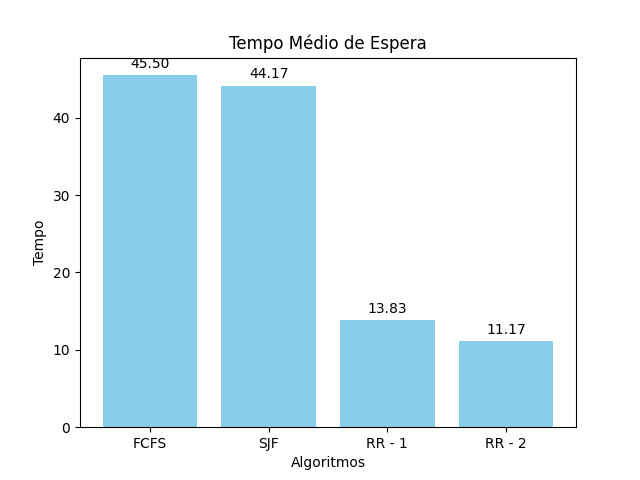 Tempo Médio de Espera
45.50
44.17
13.83
11.17
40
30
20
10
0
Tempo
FCFS SJF RR - 1 RR - 2
Algoritmos